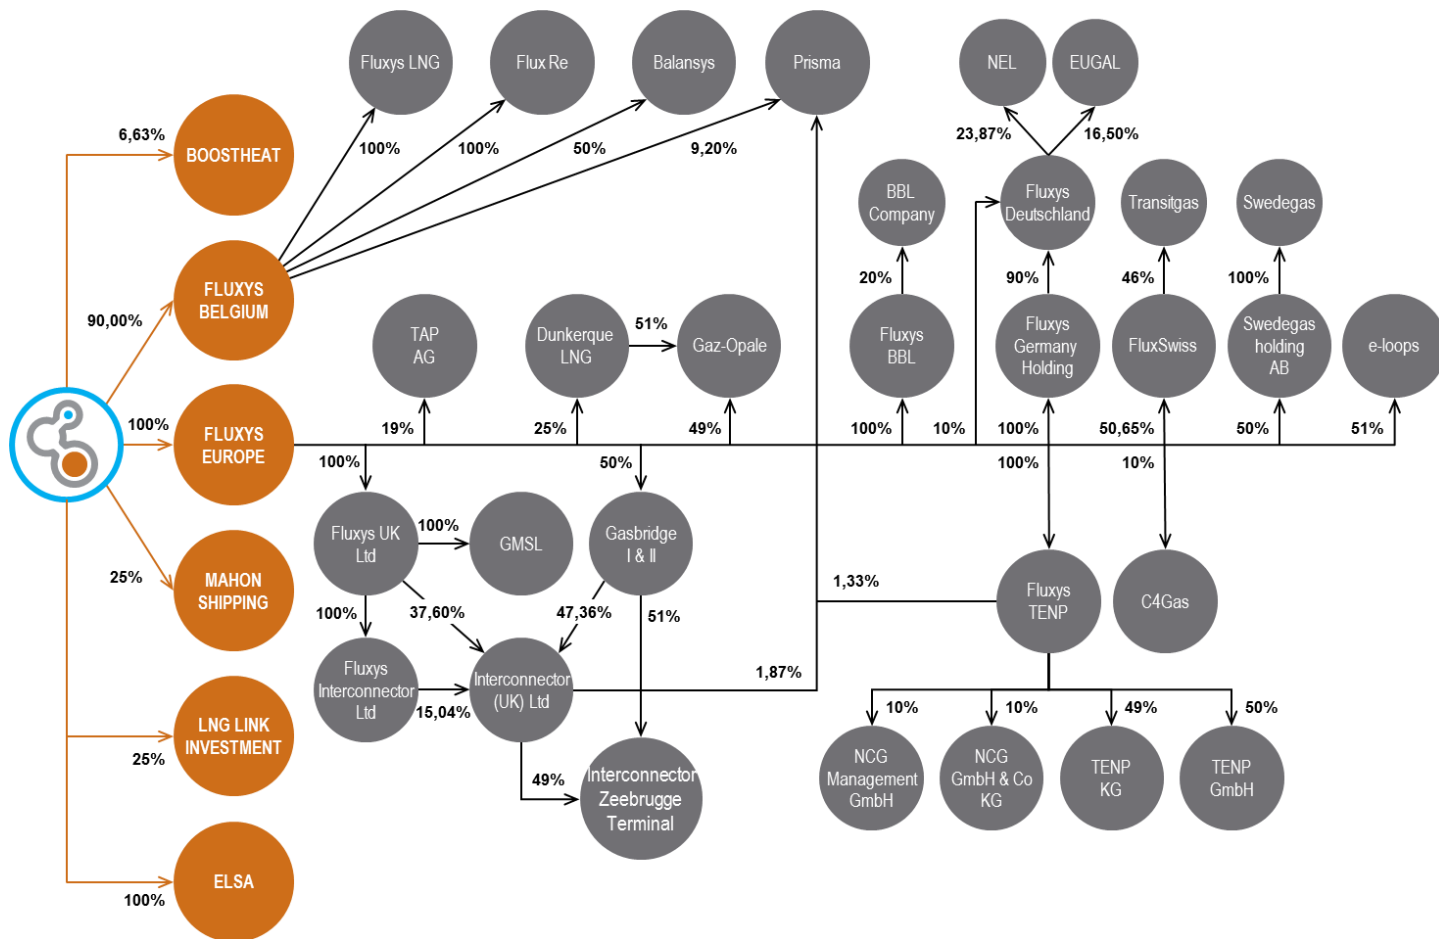 Fluxys LNG
Flux Re
Balansys
Prisma
NEL
EUGAL
6,63%
BOOSTHEAT
100%
100%
50%
9,20%
23,87%
16,50%
BBL
Company
Fluxys
Deutschland
Transitgas
Swedegas
FLUXYS
BELGIUM
90,00%
20%
90%
46%
100%
TAP
AG
Dunkerque
LNG
51%
Gaz-Opale
Fluxys
BBL
Fluxys
Germany
Holding
FluxSwiss
Swedegas
holding
AB
e-loops
100%
FLUXYS
EUROPE
19%
25%
49%
100%
10%
100%
50,65%
50%
51%
100%
50%
100%
10%
Fluxys UK
Ltd
100%
GMSL
Gasbridge
I & II
25%
MAHON
SHIPPING
100%
37,60%
47,36%
51%
1,33%
Fluxys
TENP
C4Gas
Fluxys
Interconnector
Ltd
15,04%
Interconnector
(UK) Ltd
1,87%
LNG LINK
INVESTMENT
25%
10%
10%
49%
50%
49%
Interconnector
Zeebrugge
Terminal
NCG
Management
GmbH
NCG
GmbH & Co
KG
TENP
KG
TENP
GmbH
ELSA
100%